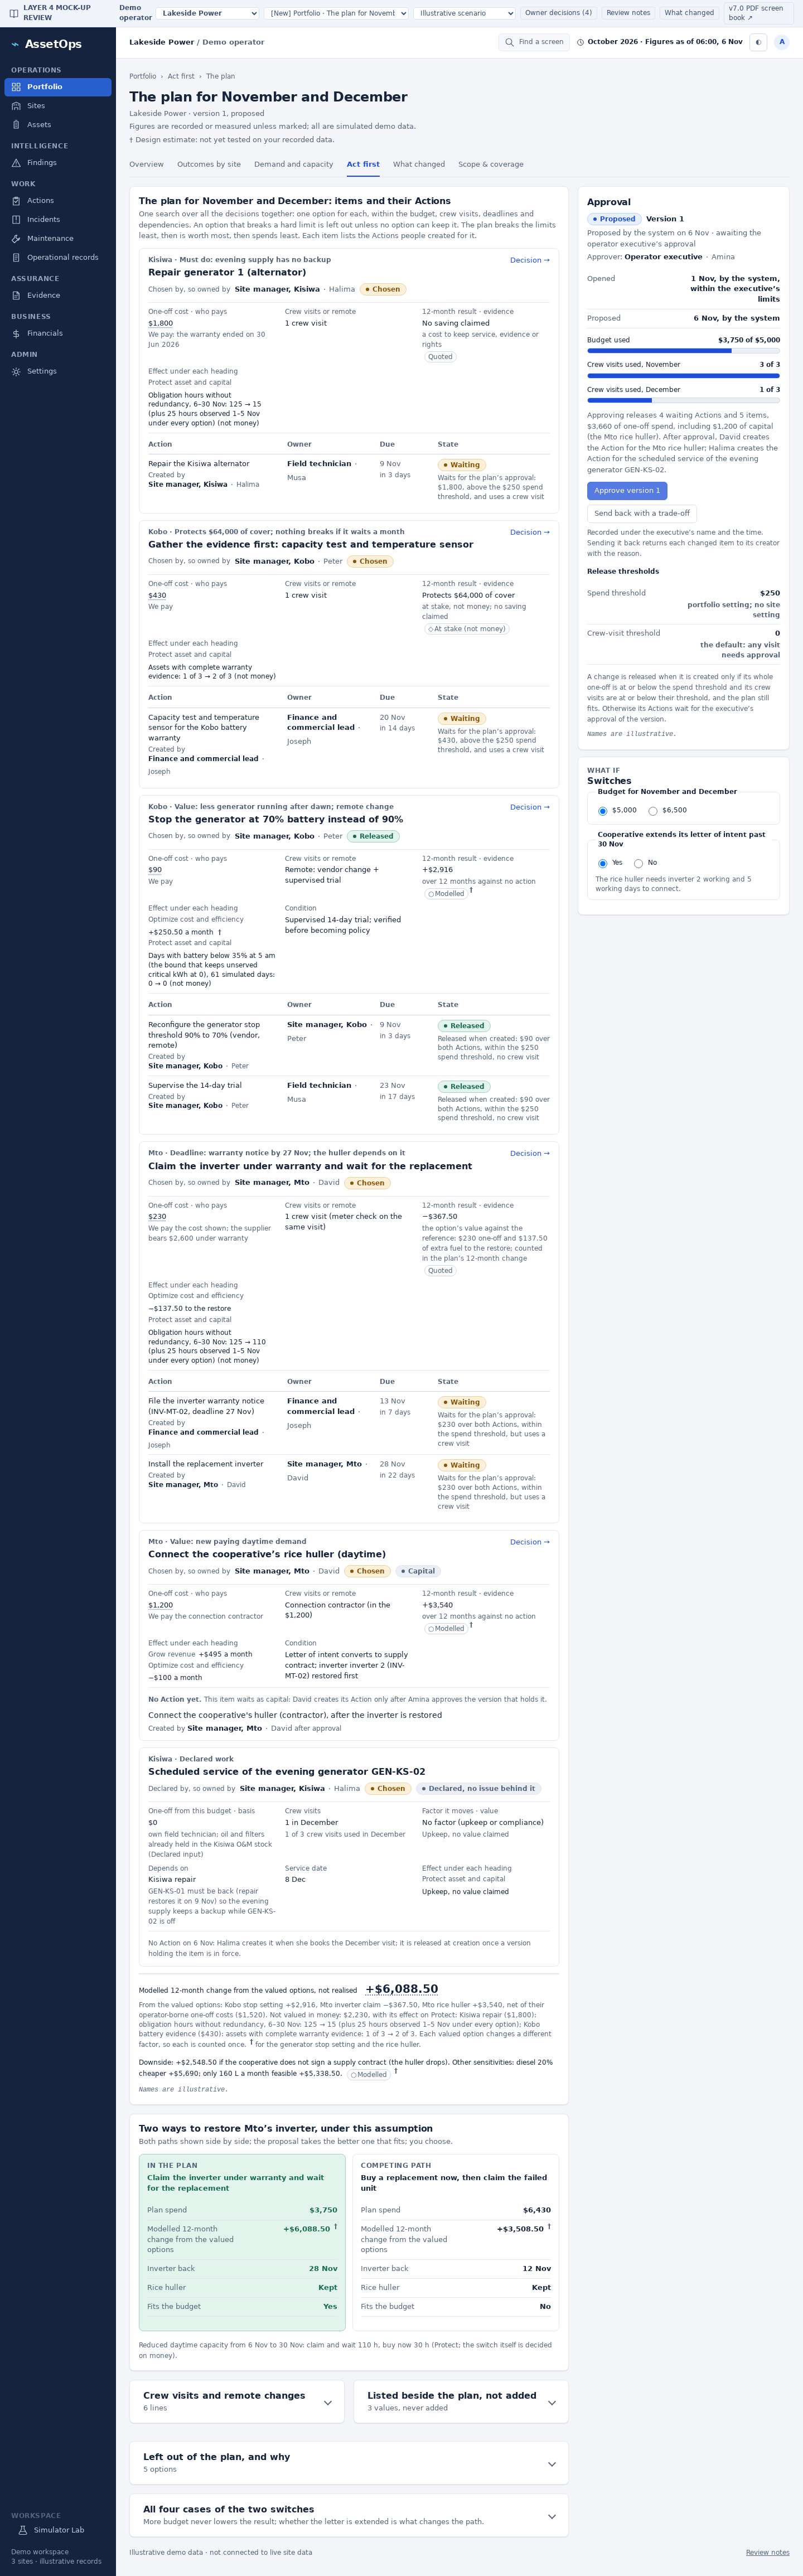 LAYER 4 MOCK-UP REVIEW
Demo operator
Lakeside Power
[New] Portfolio · The plan for Novem
Illustrative scenario
Owner decisions (4)
Review notes
What changed
v7.0 PDF screen book ↗
AssetOps
OPERATIONS
Portfolio
Sites
Assets
INTELLIGENCE
Findings
WORK
Actions
Incidents
Maintenance
Operational records
ASSURANCE
Evidence
BUSINESS
Financials
ADMIN
Settings
WORKSPACE
Simulator Lab
Demo workspace
3 sites · illustrative records
Lakeside Power / Demo operator
Find a screen
October 2026 · Figures as of 06:00, 6 Nov
A
Portfolio › Act first › The plan
The plan for November and December
Lakeside Power · version 1, proposed
Figures are recorded or measured unless marked; all are simulated demo data.
† Design estimate: not yet tested on your recorded data.
Overview
Outcomes by site
Demand and capacity
Act first
What changed
Scope & coverage
The plan for November and December: items and their Actions
One search over all the decisions together: one option for each, within the budget, crew visits, deadlines and
dependencies. An option that breaks a hard limit is left out unless no option can keep it. The plan breaks the limits
least, then is worth most, then spends least. Each item lists the Actions people created for it.
Kisiwa · Must do: evening supply has no backup
Decision →
Repair generator 1 (alternator)
Chosen by, so owned by Site manager, Kisiwa · Halima
Chosen
One-off cost · who pays
$1,800
We pay: the warranty ended on 30
Jun 2026
Crew visits or remote
1 crew visit
12-month result · evidence
No saving claimed
a cost to keep service, evidence or
rights
Quoted
Effect under each heading
Protect asset and capital
Obligation hours without
redundancy, 6–30 Nov: 125 → 15
(plus 25 hours observed 1–5 Nov
under every option) (not money)
Action
Owner
Due
State
Repair the Kisiwa alternator
Created by
Site manager, Kisiwa · Halima
Field technician ·
Musa
9 Nov
in 3 days
Waiting
Waits for the plan’s approval:
$1,800, above the $250 spend
threshold, and uses a crew visit
Kobo · Protects $64,000 of cover; nothing breaks if it waits a month
Decision →
Gather the evidence first: capacity test and temperature sensor
Chosen by, so owned by Site manager, Kobo · Peter
Chosen
One-off cost · who pays
$430
We pay
Crew visits or remote
1 crew visit
12-month result · evidence
Protects $64,000 of cover
at stake, not money; no saving
claimed
At stake (not money)
Effect under each heading
Protect asset and capital
Assets with complete warranty
evidence: 1 of 3 → 2 of 3 (not money)
Action
Owner
Due
State
Capacity test and temperature
sensor for the Kobo battery
warranty
Created by
Finance and commercial lead ·
Joseph
Finance and
commercial lead ·
Joseph
20 Nov
in 14 days
Waiting
Waits for the plan’s approval:
$430, above the $250 spend
threshold, and uses a crew visit
Kobo · Value: less generator running after dawn; remote change
Decision →
Stop the generator at 70% battery instead of 90%
Chosen by, so owned by Site manager, Kobo · Peter
Released
One-off cost · who pays
$90
We pay
Crew visits or remote
Remote: vendor change +
supervised trial
12-month result · evidence
+$2,916
over 12 months against no action
Modelled †
Effect under each heading
Optimize cost and efficiency
+$250.50 a month †
Protect asset and capital
Days with battery below 35% at 5 am
(the bound that keeps unserved
critical kWh at 0), 61 simulated days:
0 → 0 (not money)
Condition
Supervised 14-day trial; verified
before becoming policy
Action
Owner
Due
State
Reconfigure the generator stop
threshold 90% to 70% (vendor,
remote)
Created by
Site manager, Kobo · Peter
Site manager, Kobo ·
Peter
9 Nov
in 3 days
Released
Released when created: $90 over
both Actions, within the $250
spend threshold, no crew visit
Supervise the 14-day trial
Created by
Site manager, Kobo · Peter
Field technician ·
Musa
23 Nov
in 17 days
Released
Released when created: $90 over
both Actions, within the $250
spend threshold, no crew visit
Mto · Deadline: warranty notice by 27 Nov; the huller depends on it
Decision →
Claim the inverter under warranty and wait for the replacement
Chosen by, so owned by Site manager, Mto · David
Chosen
One-off cost · who pays
$230
We pay the cost shown; the supplier
bears $2,600 under warranty
Crew visits or remote
1 crew visit (meter check on the
same visit)
12-month result · evidence
−$367.50
the option’s value against the
reference: $230 one-off and $137.50
of extra fuel to the restore; counted
in the plan’s 12-month change
Quoted
Effect under each heading
Optimize cost and efficiency
−$137.50 to the restore
Protect asset and capital
Obligation hours without
redundancy, 6–30 Nov: 125 → 110
(plus 25 hours observed 1–5 Nov
under every option) (not money)
Action
Owner
Due
State
File the inverter warranty notice
(INV-MT-02, deadline 27 Nov)
Created by
Finance and commercial lead ·
Joseph
Finance and
commercial lead ·
Joseph
13 Nov
in 7 days
Waiting
Waits for the plan’s approval:
$230 over both Actions, within
the spend threshold, but uses a
crew visit
Install the replacement inverter
Created by
Site manager, Mto · David
Site manager, Mto ·
David
28 Nov
in 22 days
Waiting
Waits for the plan’s approval:
$230 over both Actions, within
the spend threshold, but uses a
crew visit
Mto · Value: new paying daytime demand
Decision →
Connect the cooperative’s rice huller (daytime)
Chosen by, so owned by Site manager, Mto · David
Chosen
Capital
One-off cost · who pays
$1,200
We pay the connection contractor
Crew visits or remote
Connection contractor (in the
$1,200)
12-month result · evidence
+$3,540
over 12 months against no action
Modelled †
Effect under each heading
Grow revenue +$495 a month
Optimize cost and efficiency
−$100 a month
Condition
Letter of intent converts to supply
contract; inverter inverter 2 (INV-
MT-02) restored first
No Action yet. This item waits as capital: David creates its Action only after Amina approves the version that holds it.
Connect the cooperative's huller (contractor), after the inverter is restored
Created by Site manager, Mto · David after approval
Kisiwa · Declared work
Scheduled service of the evening generator GEN-KS-02
Declared by, so owned by Site manager, Kisiwa · Halima
Chosen
Declared, no issue behind it
One-off from this budget · basis
$0
own field technician; oil and filters
already held in the Kisiwa O&M stock
(Declared input)
Crew visits
1 in December
1 of 3 crew visits used in December
Factor it moves · value
No factor (upkeep or compliance)
Upkeep, no value claimed
Depends on
Kisiwa repair
GEN-KS-01 must be back (repair
restores it on 9 Nov) so the evening
supply keeps a backup while GEN-KS-
02 is off
Service date
8 Dec
Effect under each heading
Protect asset and capital
Upkeep, no value claimed
No Action on 6 Nov: Halima creates it when she books the December visit; it is released at creation once a version
holding the item is in force.
Modelled 12-month change from the valued options, not realised +$6,088.50
From the valued options: Kobo stop setting +$2,916, Mto inverter claim −$367.50, Mto rice huller +$3,540, net of their
operator-borne one-off costs ($1,520). Not valued in money: $2,230, with its effect on Protect: Kisiwa repair ($1,800):
obligation hours without redundancy, 6–30 Nov: 125 → 15 (plus 25 hours observed 1–5 Nov under every option); Kobo
battery evidence ($430): assets with complete warranty evidence: 1 of 3 → 2 of 3. Each valued option changes a different
factor, so each is counted once. † for the generator stop setting and the rice huller.
Downside: +$2,548.50 if the cooperative does not sign a supply contract (the huller drops). Other sensitivities: diesel 20%
cheaper +$5,690; only 160 L a month feasible +$5,338.50. Modelled †
Names are illustrative.
Two ways to restore Mto’s inverter, under this assumption
Both paths shown side by side; the proposal takes the better one that fits; you choose.
IN THE PLAN
Claim the inverter under warranty and wait
for the replacement
Plan spend $3,750
Modelled 12-month
change from the valued
options
+$6,088.50 †
Inverter back 28 Nov
Rice huller Kept
Fits the budget Yes
COMPETING PATH
Buy a replacement now, then claim the failed
unit
Plan spend $6,430
Modelled 12-month
change from the valued
options
+$3,508.50 †
Inverter back 12 Nov
Rice huller Kept
Fits the budget No
Reduced daytime capacity from 6 Nov to 30 Nov: claim and wait 110 h, buy now 30 h (Protect; the switch itself is decided
on money).
Crew visits and remote changes
6 lines
Listed beside the plan, not added
3 values, never added
Left out of the plan, and why
5 options
All four cases of the two switches
More budget never lowers the result; whether the letter is extended is what changes the path.
Illustrative demo data · not connected to live site data
Review notes
Approval
Proposed
Version 1
Proposed by the system on 6 Nov · awaiting the
operator executive’s approval
Approver: Operator executive · Amina
Opened
1 Nov, by the system,
within the executive’s
limits
Proposed
6 Nov, by the system
Budget used $3,750 of $5,000
Crew visits used, November 3 of 3
Crew visits used, December 1 of 3
Approving releases 4 waiting Actions and 5 items,
$3,660 of one-off spend, including $1,200 of capital
(the Mto rice huller). After approval, David creates
the Action for the Mto rice huller; Halima creates the
Action for the scheduled service of the evening
generator GEN-KS-02.
Approve version 1
Send back with a trade-off
Recorded under the executive’s name and the time.
Sending it back returns each changed item to its creator
with the reason.
Release thresholds
Spend threshold
$250
portfolio setting; no site
setting
Crew-visit threshold
0
the default: any visit
needs approval
A change is released when it is created only if its whole
one-off is at or below the spend threshold and its crew
visits are at or below their threshold, and the plan still
fits. Otherwise its Actions wait for the executive’s
approval of the version.
Names are illustrative.
WHAT IF
Switches
Budget for November and December
$5,000
$6,500
Cooperative extends its letter of intent past
30 Nov
Yes
No
The rice huller needs inverter 2 working and 5
working days to connect.